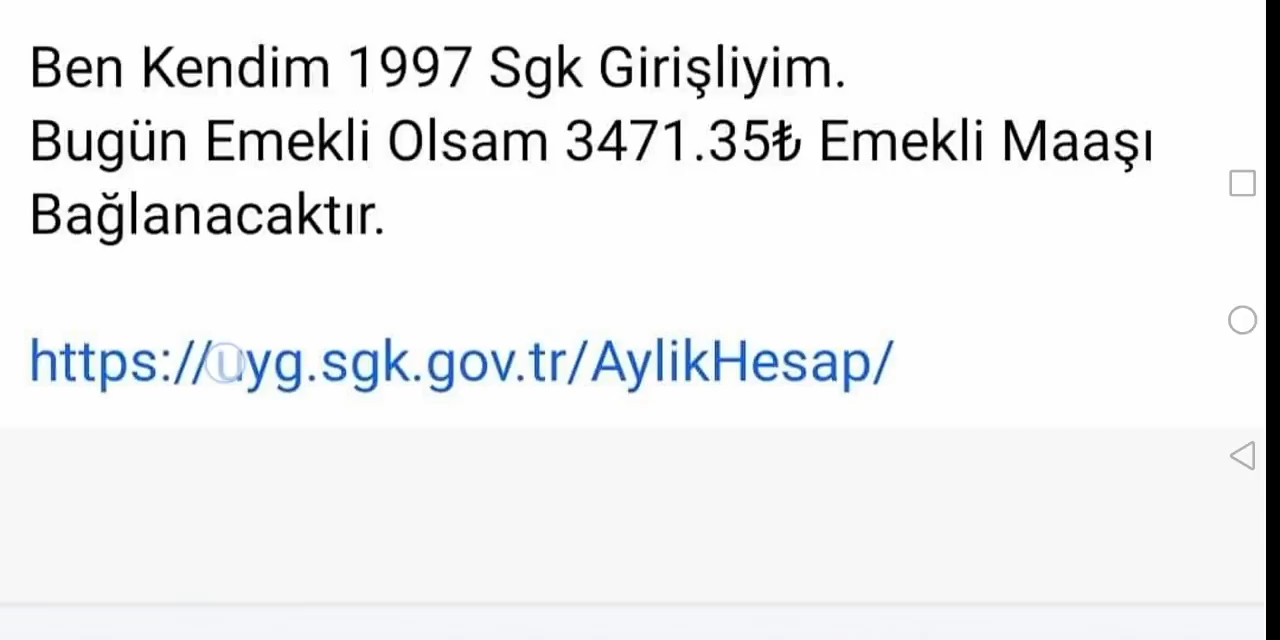 Ben Kendim 1997 Sgk Girişliyim.
Bugün Emekli Olsam 3471.35₺ Emekli Maaşı
Bağlanacaktır.
https://uyg.sgk.gov.tr/AylikHesap/